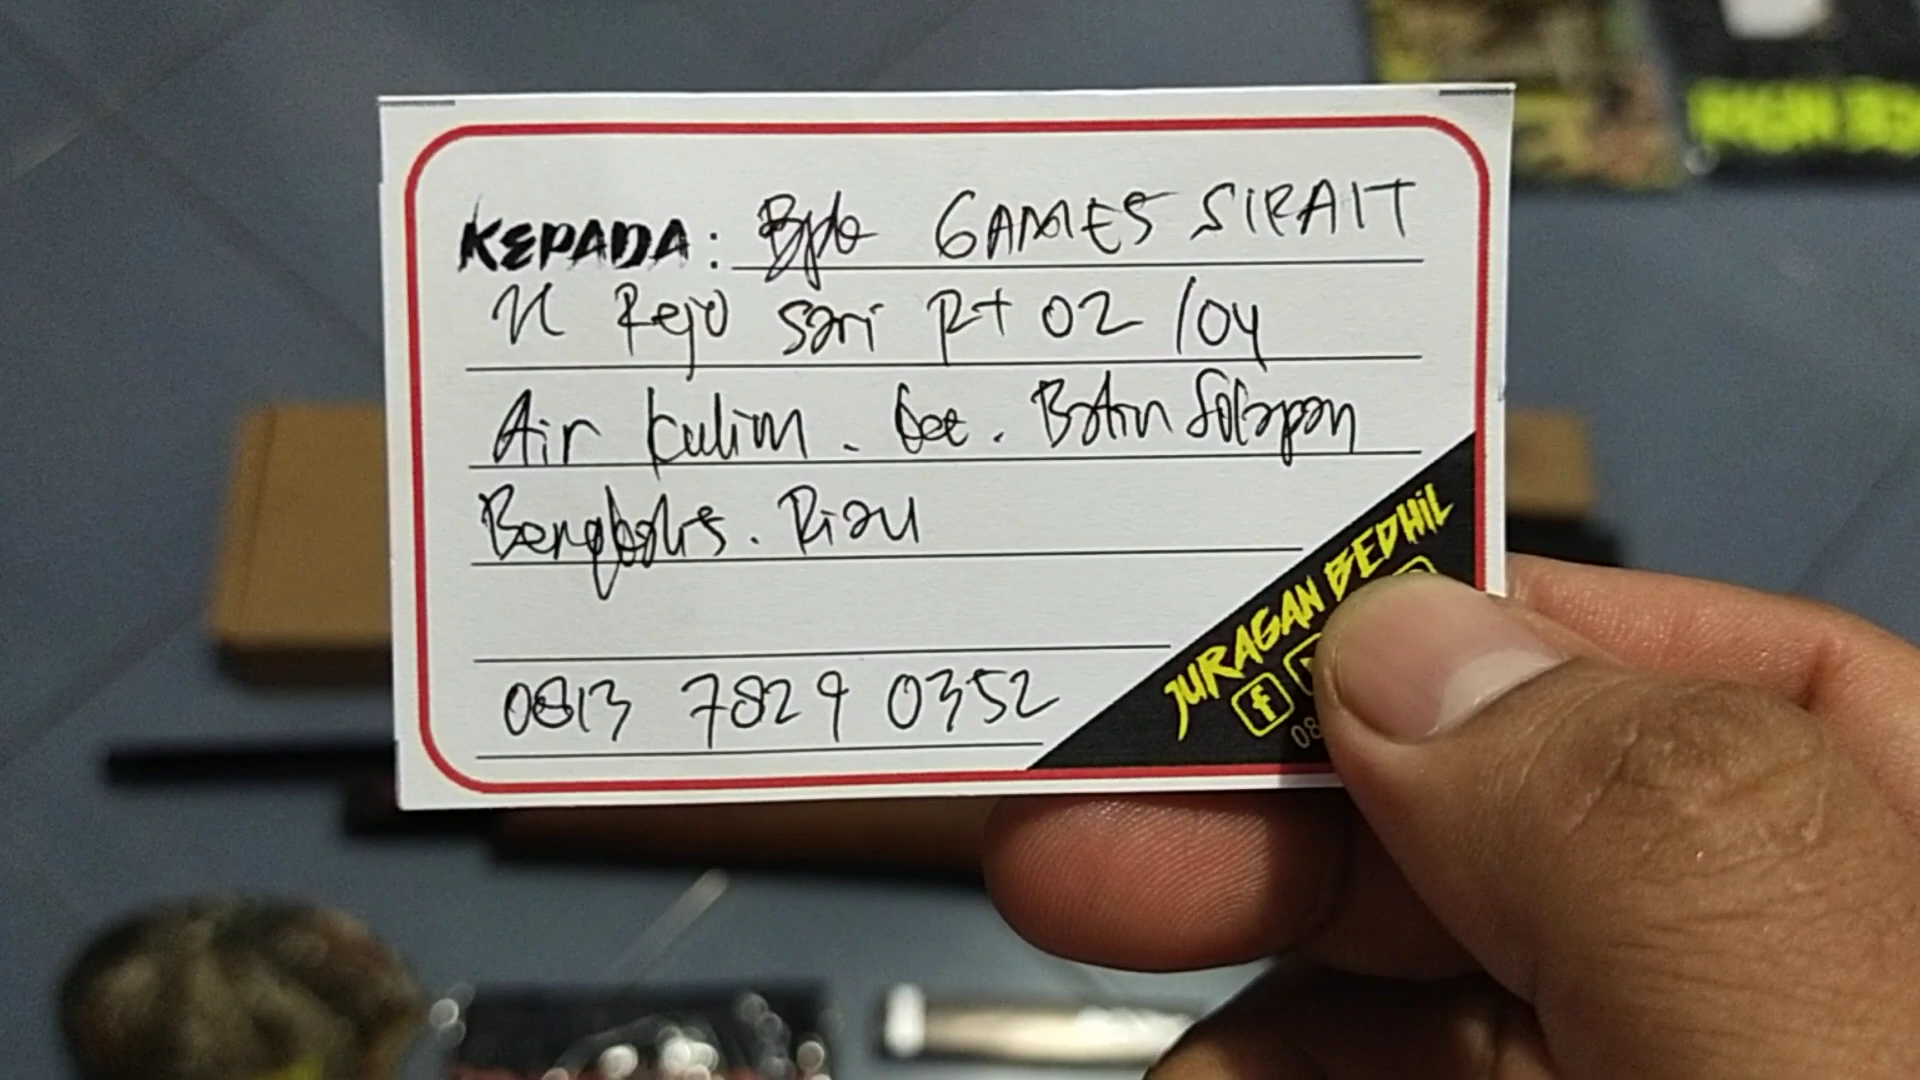 KEPADA: Bpk GAMES SIRAIT
Jl Rejo Sari Rt 02 /04
Air kulim . kec . Batin Solapan
Bengkalis . Riau
0813 7829 0352
JURAGAN BEDHIL
f
08